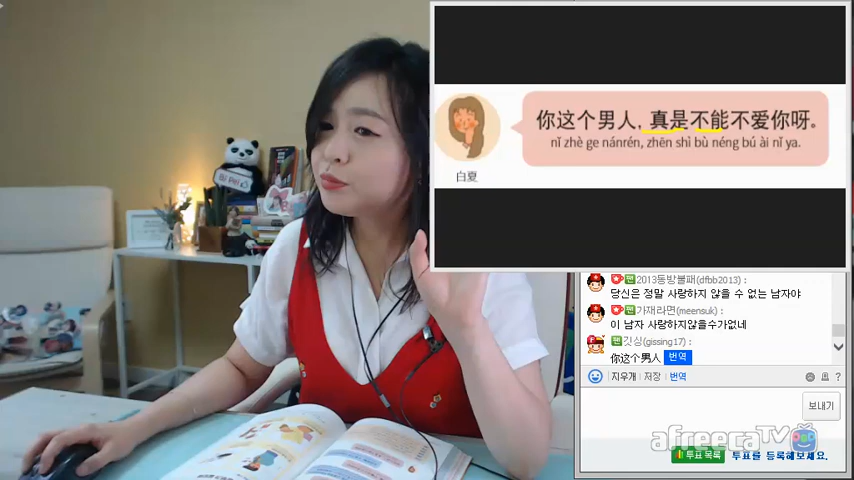 你这个男人, 真是不能不爱你呀。
nǐ zhè ge nánrén, zhēn shì bù néng bú ài nǐ ya.
白夏
Bī Pei
2013동방불패(dfbb2013) :
당신은 정말 사랑하지 않을 수 없는 남자야
가재라면(meensuk) :
이 남자 사랑하지않을수가없네
깃싱(gissing17) :
你这个男人 번역
지우개 저장 번역
?
보내기
afreecaTV
투표 목록 투표를 등록해보세요.